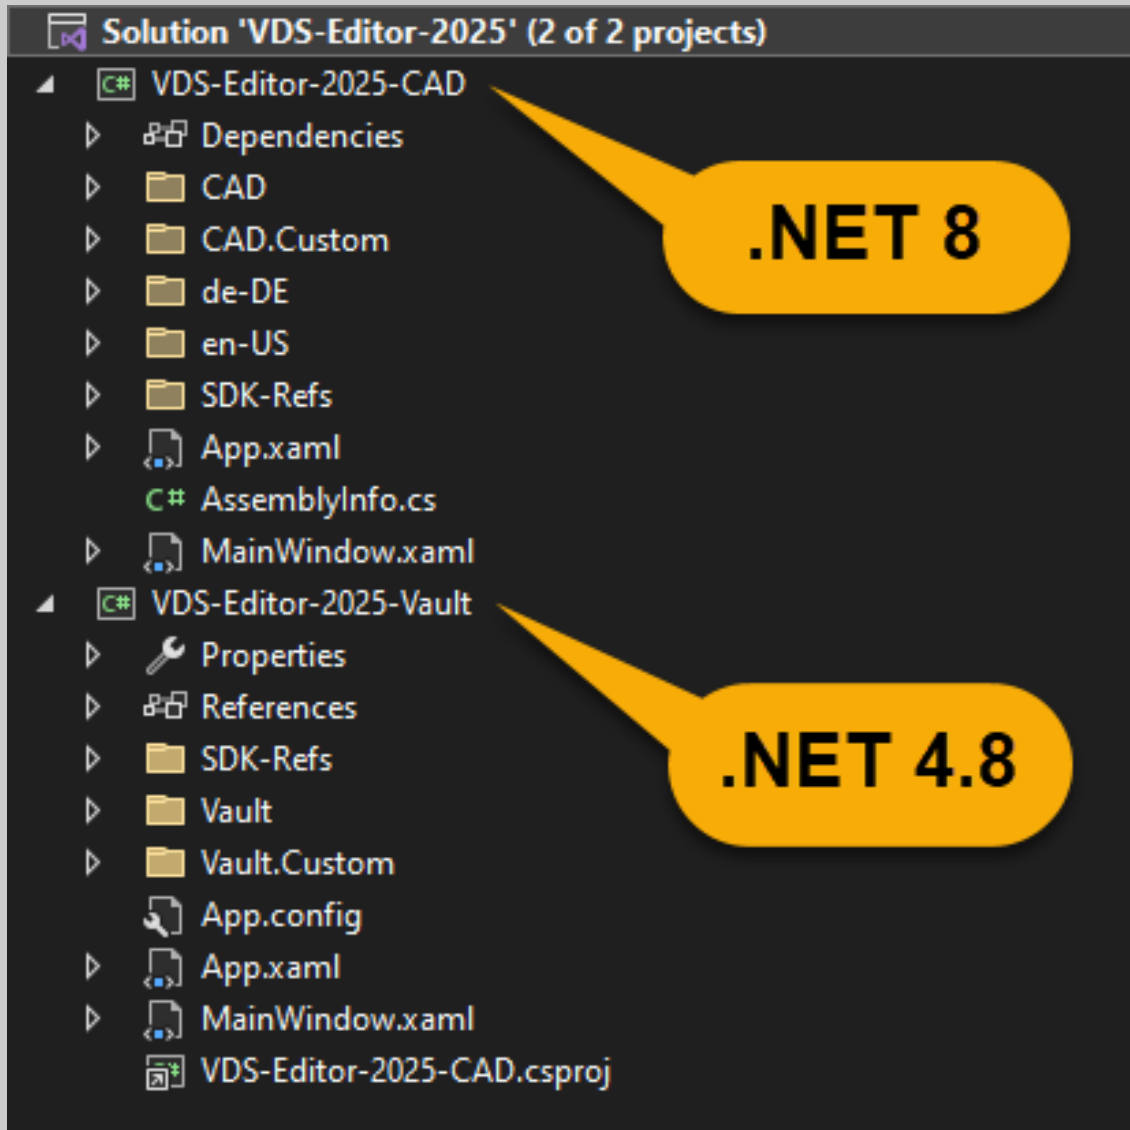 Solution 'VDS-Editor-2025' (2 of 2 projects)
C# VDS-Editor-2025-CAD
.NET 8
Dependencies
CAD
CAD.Custom
de-DE
en-US
SDK-Refs
App.xaml
C# AssemblyInfo.cs
MainWindow.xaml
C# VDS-Editor-2025-Vault
.NET 4.8
Properties
References
SDK-Refs
Vault
Vault.Custom
App.config
App.xaml
MainWindow.xaml
VDS-Editor-2025-CAD.csproj